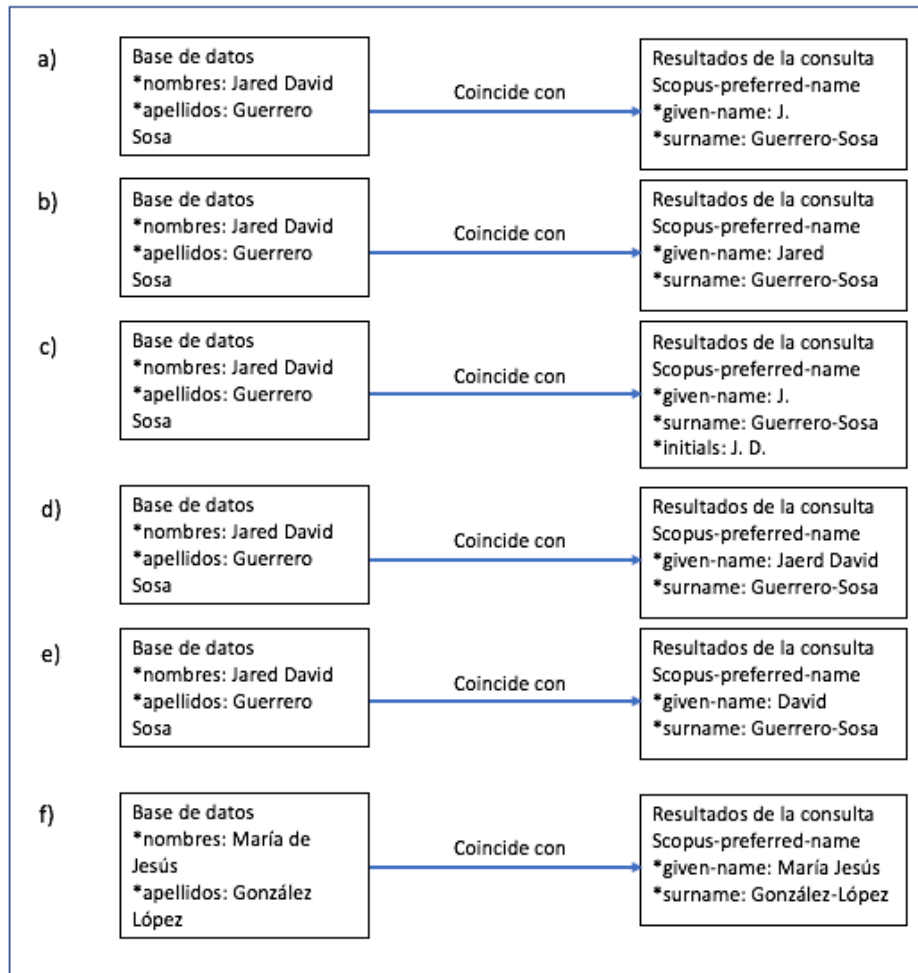 a)
Base de datos
*nombres: Jared David
*apellidos: Guerrero
Sosa
Coincide con
Resultados de la consulta
Scopus-preferred-name
*given-name: J.
*surname: Guerrero-Sosa
b)
Base de datos
*nombres: Jared David
*apellidos: Guerrero
Sosa
Coincide con
Resultados de la consulta
Scopus-preferred-name
*given-name: Jared
*surname: Guerrero-Sosa
c)
Base de datos
*nombres: Jared David
*apellidos: Guerrero
Sosa
Coincide con
Resultados de la consulta
Scopus-preferred-name
*given-name: J.
*surname: Guerrero-Sosa
*initials: J. D.
d)
Base de datos
*nombres: Jared David
*apellidos: Guerrero
Sosa
Coincide con
Resultados de la consulta
Scopus-preferred-name
*given-name: Jaerd David
*surname: Guerrero-Sosa
e)
Base de datos
*nombres: Jared David
*apellidos: Guerrero
Sosa
Coincide con
Resultados de la consulta
Scopus-preferred-name
*given-name: David
*surname: Guerrero-Sosa
f)
Base de datos
*nombres: María de
Jesús
*apellidos: González
López
Coincide con
Resultados de la consulta
Scopus-preferred-name
*given-name: María Jesús
*surname: González-López